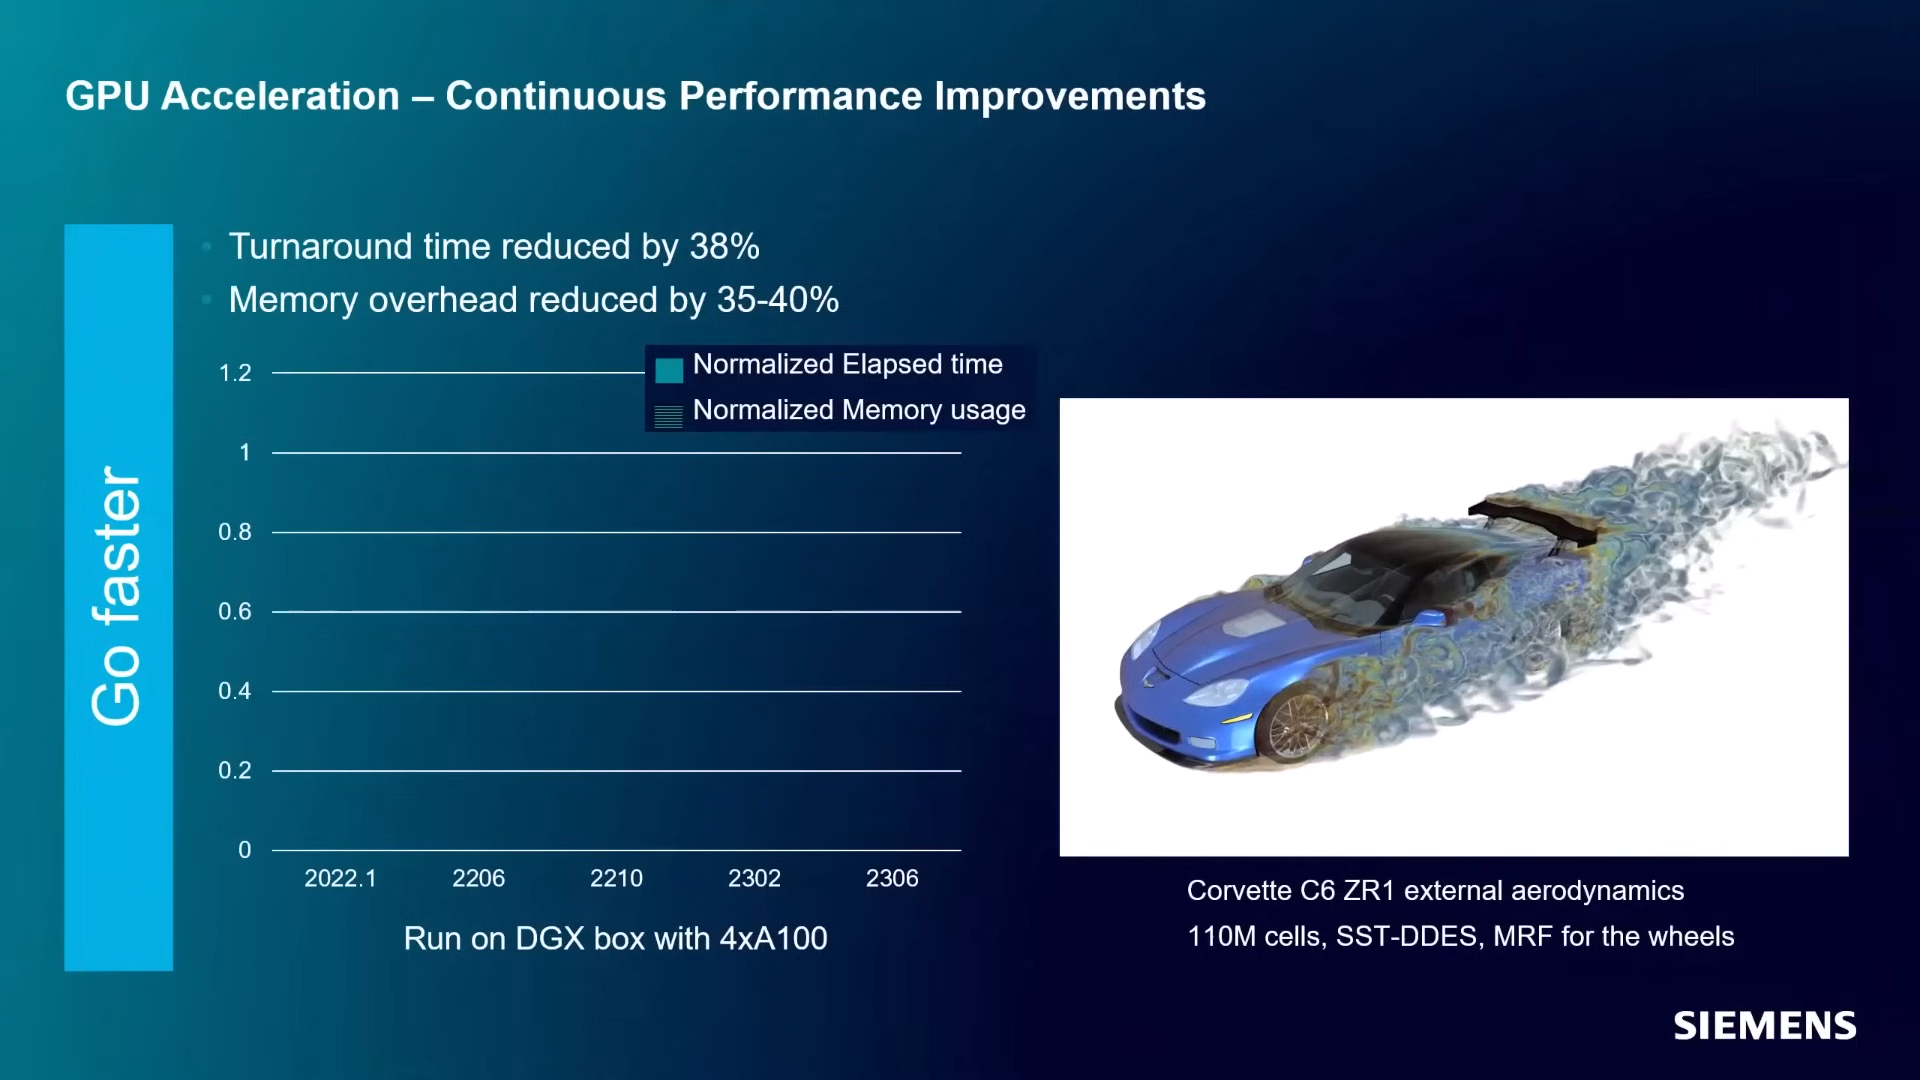 GPU Acceleration – Continuous Performance Improvements
Go faster
Turnaround time reduced by 38%
Memory overhead reduced by 35-40%
Normalized Elapsed time
Normalized Memory usage
1.2
1
0.8
0.6
0.4
0.2
0
2022.1 2206 2210 2302 2306
Run on DGX box with 4xA100
Corvette C6 ZR1 external aerodynamics
110M cells, SST-DDES, MRF for the wheels
SIEMENS